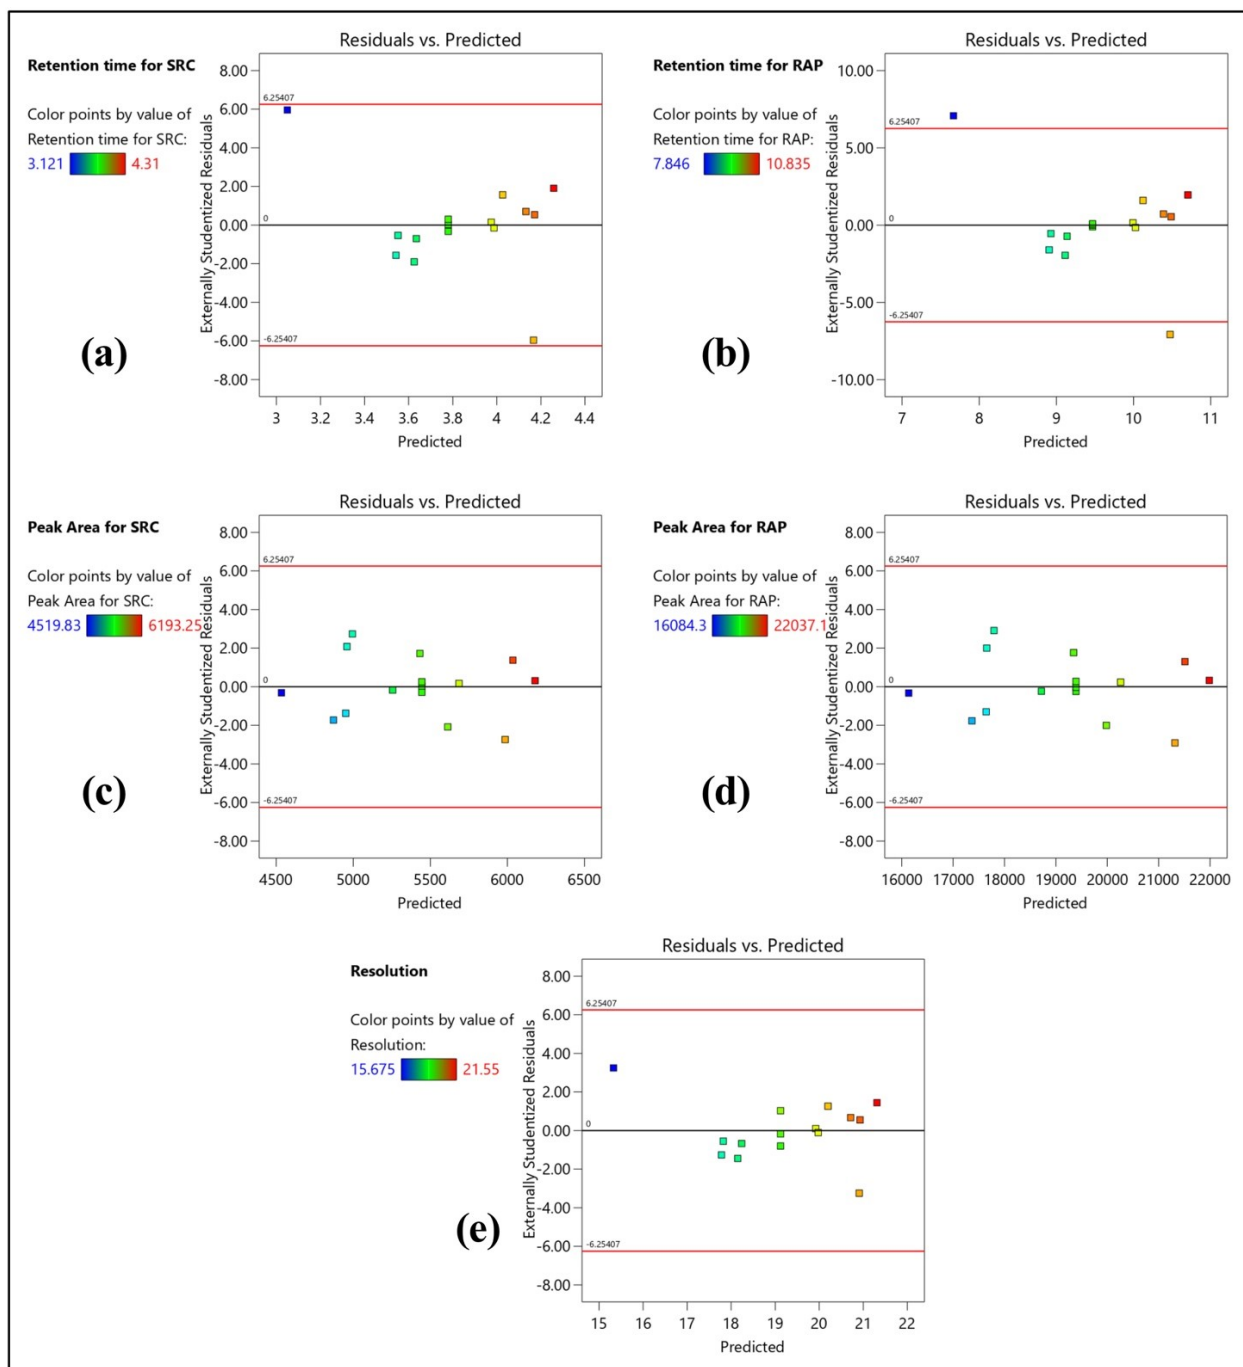 Residuals vs. Predicted
Retention time for SRC
Color points by value of
Retention time for SRC:
3.121 4.31
Externally Studentized Residuals
8.00
6.00
4.00
2.00
0.00
-2.00
-4.00
-6.00
-8.00
6.25407
0
-6.25407
3 3.2 3.4 3.6 3.8 4 4.2 4.4
Predicted
(a)
Residuals vs. Predicted
Retention time for RAP
Color points by value of
Retention time for RAP:
7.846 10.835
Externally Studentized Residuals
10.00
5.00
0.00
-5.00
-10.00
6.25407
0
-6.25407
7 8 9 10 11
Predicted
(b)
Residuals vs. Predicted
Peak Area for SRC
Color points by value of
Peak Area for SRC:
4519.83 6193.25
Externally Studentized Residuals
8.00
6.00
4.00
2.00
0.00
-2.00
-4.00
-6.00
-8.00
6.25407
0
-6.25407
4500 5000 5500 6000 6500
Predicted
(c)
Residuals vs. Predicted
Peak Area for RAP
Color points by value of
Peak Area for RAP:
16084.3 22037.1
Externally Studentized Residuals
8.00
6.00
4.00
2.00
0.00
-2.00
-4.00
-6.00
-8.00
6.25407
0
-6.25407
16000 17000 18000 19000 20000 21000 22000
Predicted
(d)
Residuals vs. Predicted
Resolution
Color points by value of
Resolution:
15.675 21.55
Externally Studentized Residuals
8.00
6.00
4.00
2.00
0.00
-2.00
-4.00
-6.00
-8.00
6.25407
0
-6.25407
15 16 17 18 19 20 21 22
Predicted
(e)